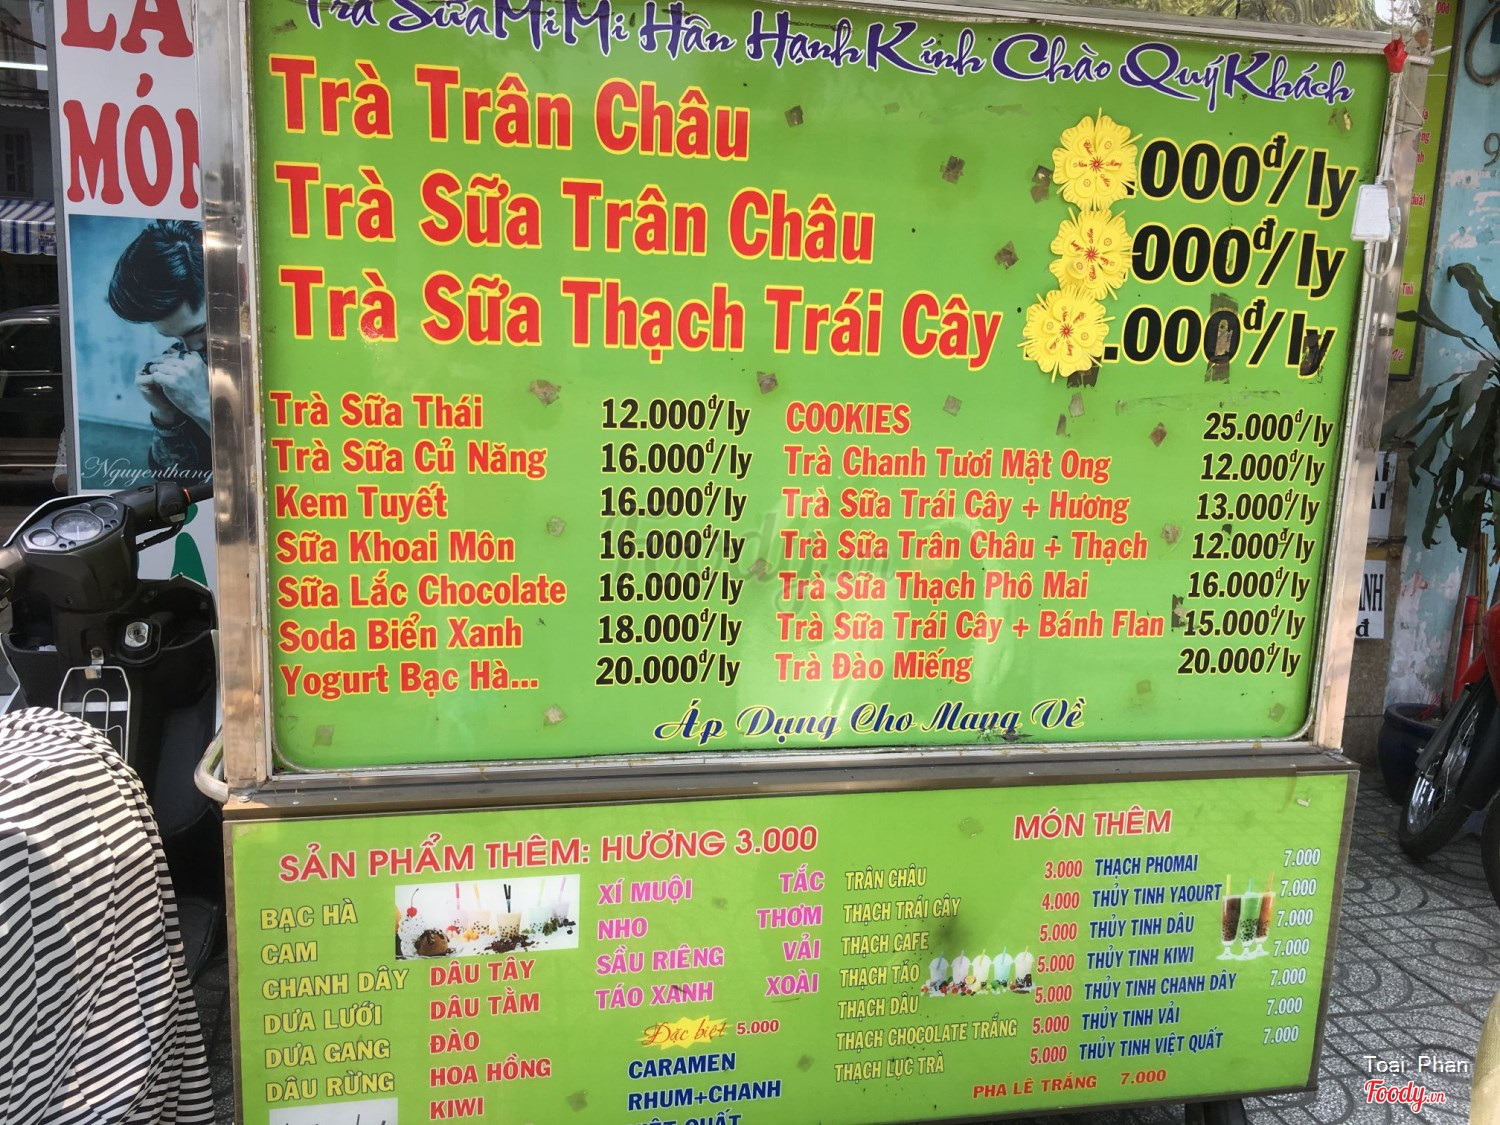 Trà Sữa MiMi Hân Hạnh Kính Chào Quý Khách
LA
MÓN
Nguyenthang
Trà Trân Châu .000đ/ly
Trà Sữa Trân Châu .000đ/ly
Trà Sữa Thạch Trái Cây .000đ/ly
Trà Sữa Thái 12.000đ/ly
Trà Sữa Củ Năng 16.000đ/ly
Kem Tuyết 16.000đ/ly
Sữa Khoai Môn 16.000đ/ly
Sữa Lắc Chocolate 16.000đ/ly
Soda Biển Xanh 18.000đ/ly
Yogurt Bạc Hà... 20.000đ/ly
COOKIES 25.000đ/ly
Trà Chanh Tươi Mật Ong 12.000đ/ly
Trà Sữa Trái Cây + Hương 13.000đ/ly
Trà Sữa Trân Châu + Thạch 12.000đ/ly
Trà Sữa Thạch Phô Mai 16.000đ/ly
Trà Sữa Trái Cây + Bánh Flan 15.000đ/ly
Trà Đào Miếng 20.000đ/ly
Áp Dụng Cho Mang Về
SẢN PHẨM THÊM: HƯƠNG 3.000
BẠC HÀ
CAM
CHANH DÂY
DƯA LƯỚI
DƯA GANG
DÂU RỪNG
DÂU TÂY
DÂU TẰM
ĐÀO
HOA HỒNG
KIWI
XÍ MUỘI
NHO
SẦU RIÊNG
TÁO XANH
TẮC
THƠM
VẢI
XOÀI
Đặc biệt 5.000
CARAMEN
RHUM+CHANH
VIỆT QUẤT
MÓN THÊM
TRÂN CHÂU 3.000
THẠCH TRÁI CÂY 4.000
THẠCH CAFE 5.000
THẠCH TÁO 5.000
THẠCH DÂU 5.000
THẠCH CHOCOLATE TRẮNG 5.000
THẠCH LỤC TRÀ 5.000
THẠCH PHOMAI 7.000
THỦY TINH YAOURT 7.000
THỦY TINH DÂU 7.000
THỦY TINH KIWI 7.000
THỦY TINH CHANH DÂY 7.000
THỦY TINH VẢI 7.000
THỦY TINH VIỆT QUẤT 7.000
PHA LÊ TRẮNG 7.000
Toai Phan
Foody.vn